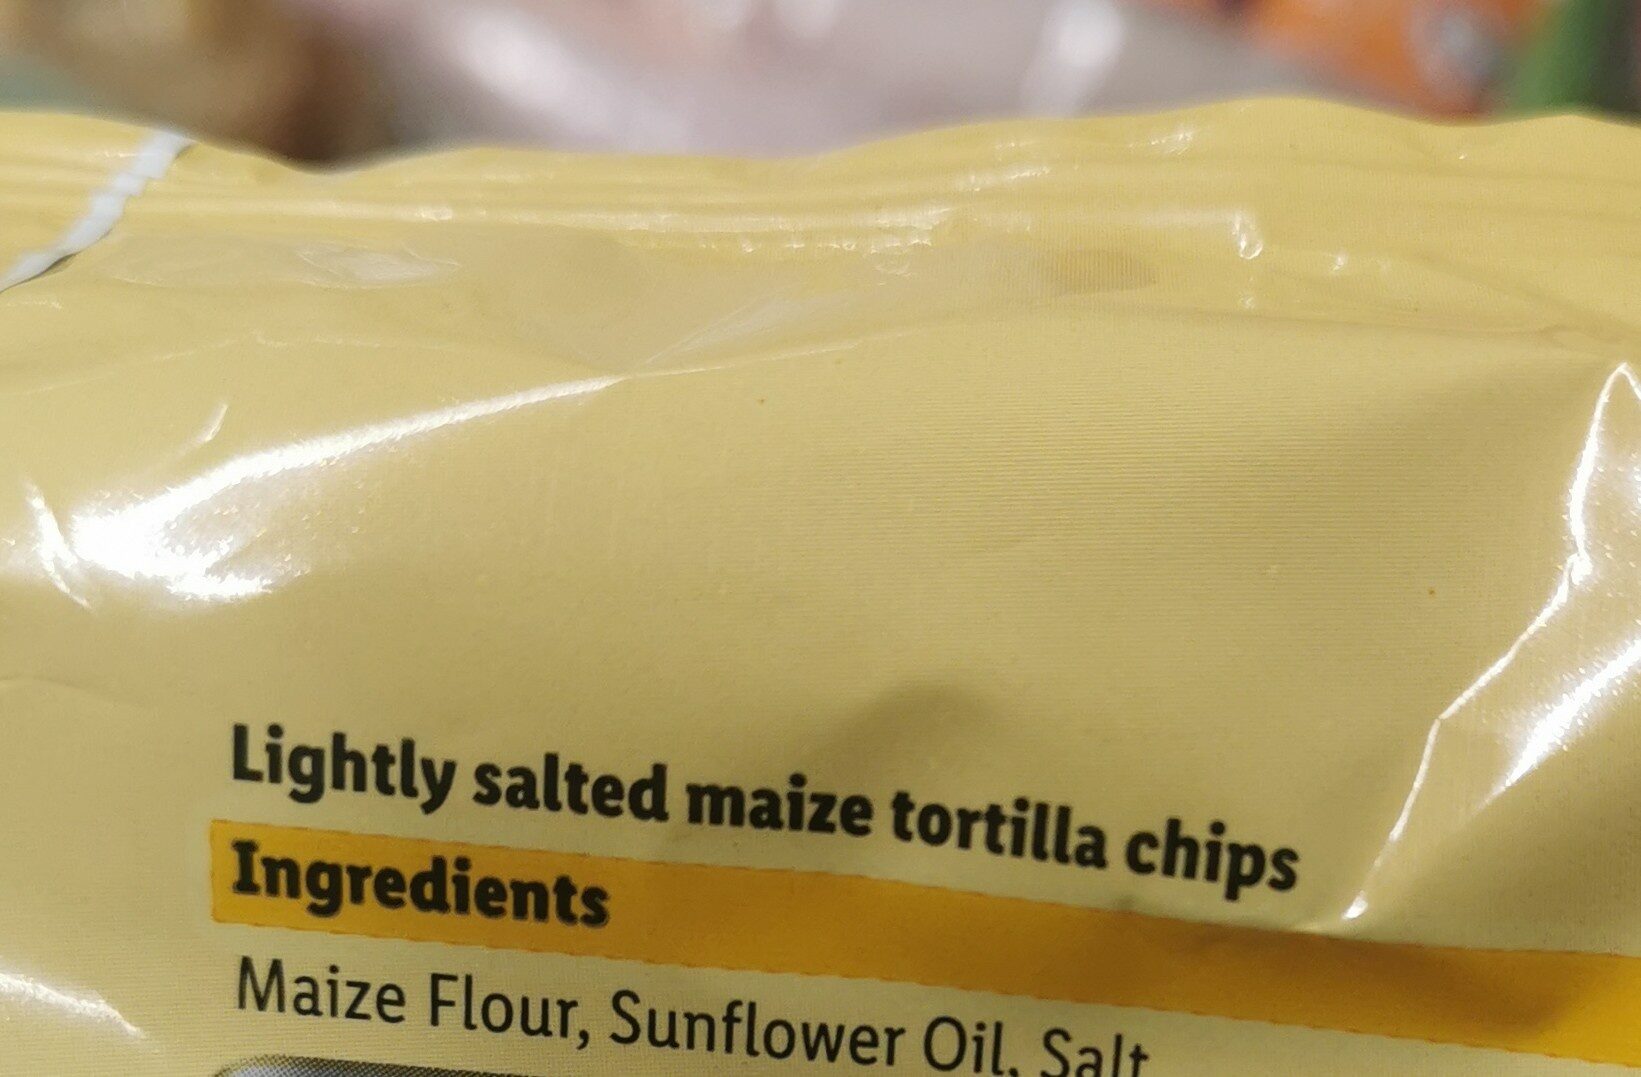 Lightly salted maize tortilla chips
Ingredients
Maize Flour, Sunflower Oil, Salt